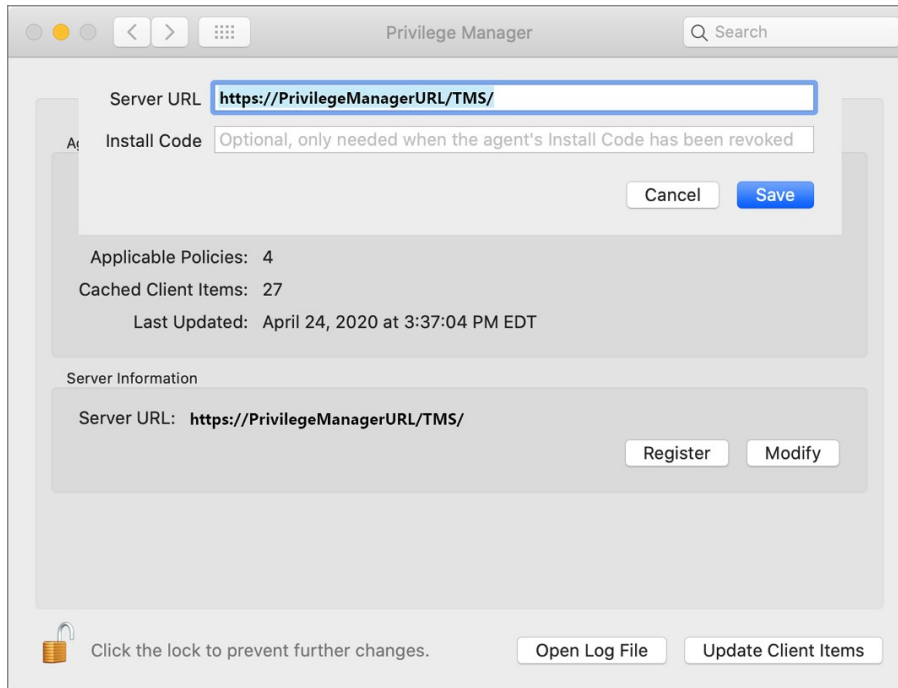 Privilege Manager
Search
Server URL https://PrivilegeManagerURL/TMS/
Install Code Optional, only needed when the agent's Install Code has been revoked
Cancel Save
Applicable Policies: 4
Cached Client Items: 27
Last Updated: April 24, 2020 at 3:37:04 PM EDT
Server Information
Server URL: https://PrivilegeManagerURL/TMS/
Register Modify
Click the lock to prevent further changes.
Open Log File Update Client Items